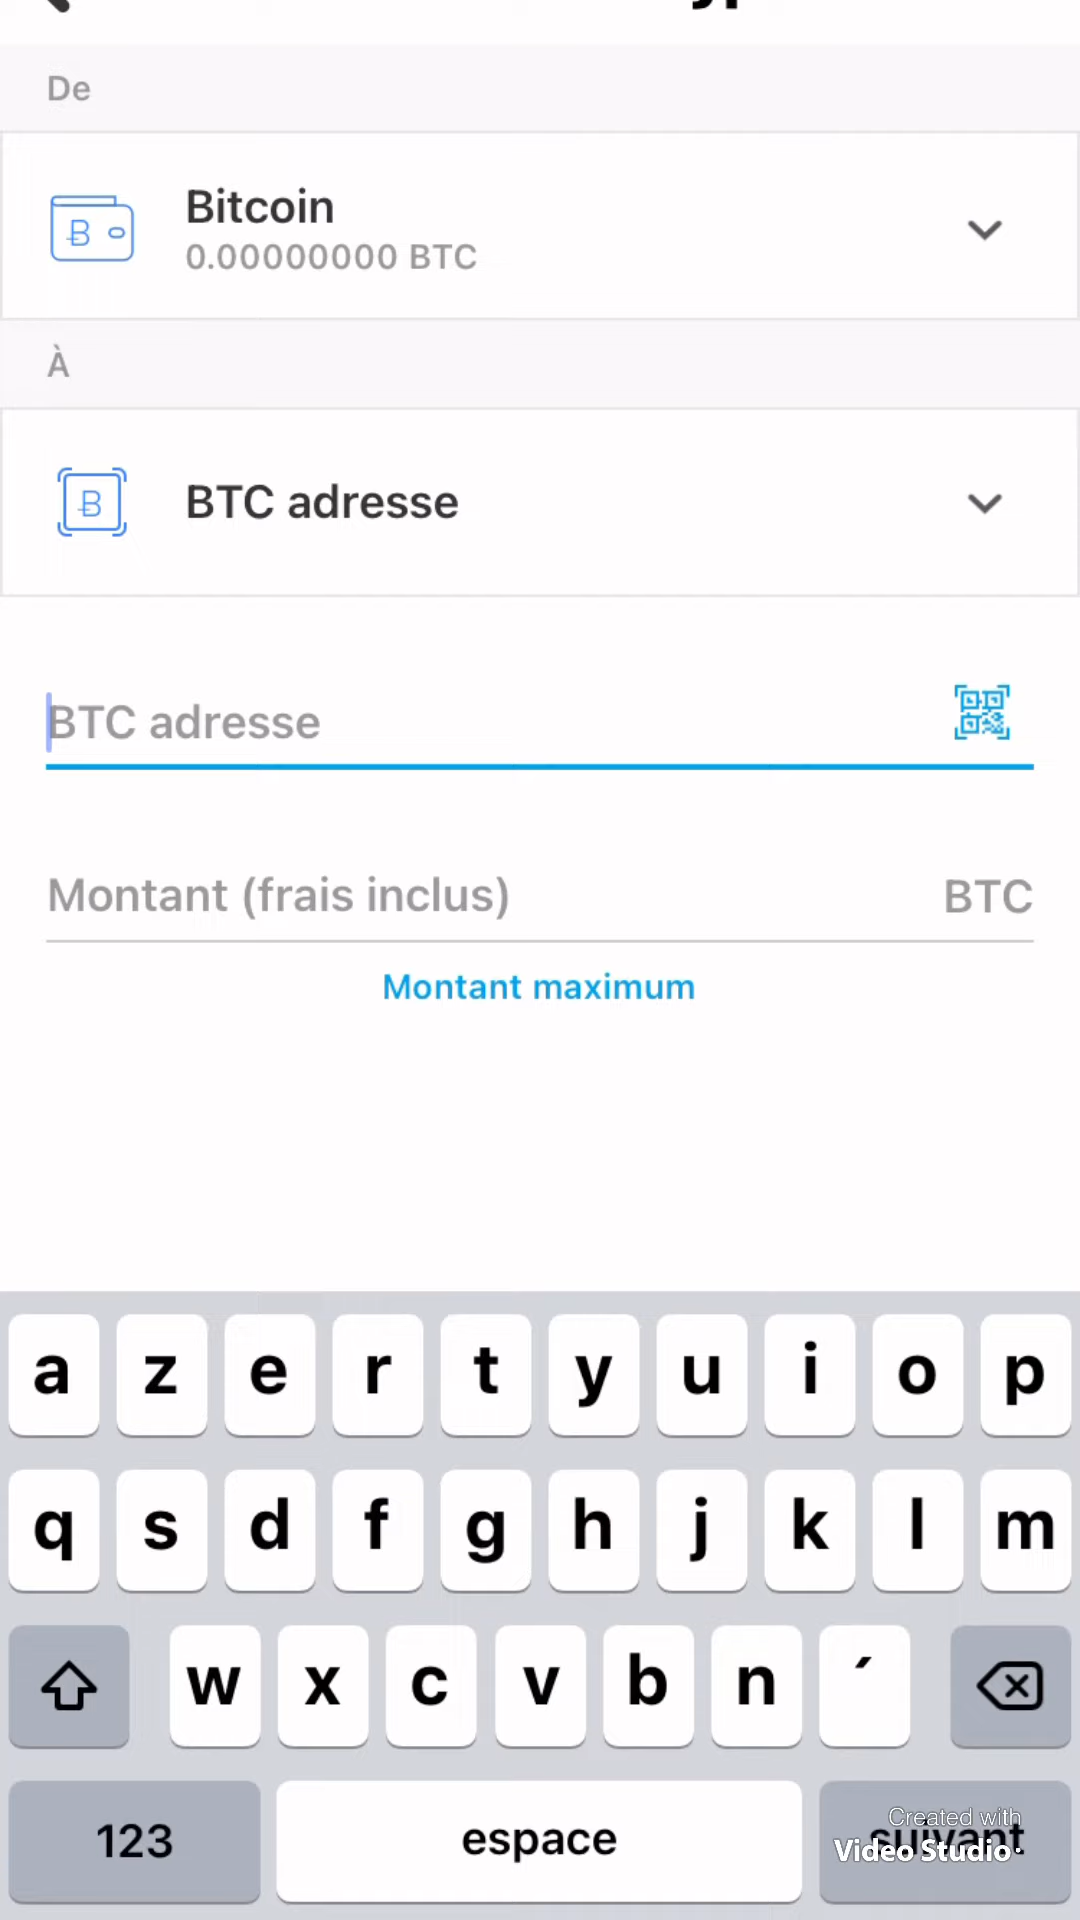 De
Bitcoin
0.00000000 BTC
À
BTC adresse
BTC adresse
Montant (frais inclus) BTC
Montant maximum
a z e r t y u i o p
q s d f g h j k l m
w x c v b n ´
123 espace suivant
Created with
Video Studio